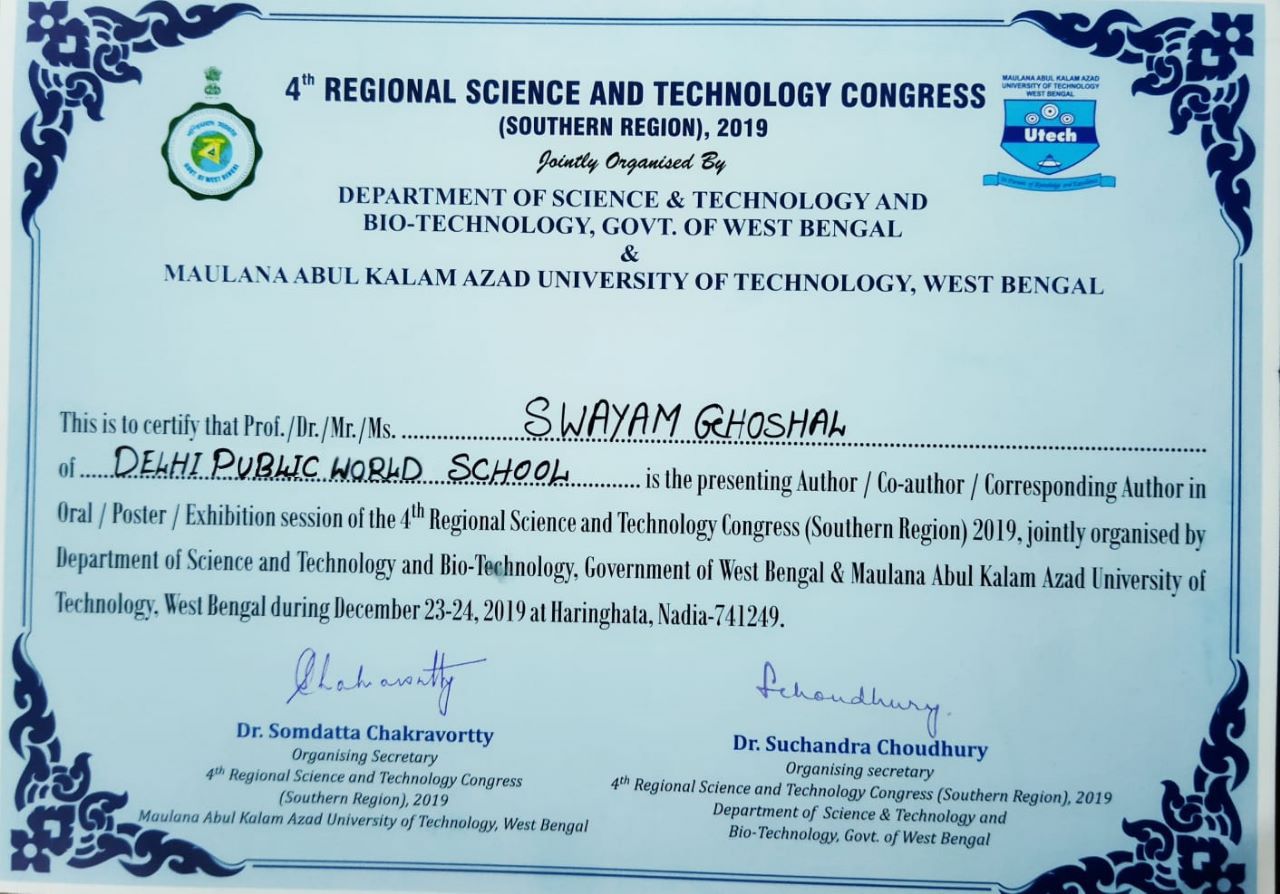 4th REGIONAL SCIENCE AND TECHNOLOGY CONGRESS
(SOUTHERN REGION), 2019
Jointly Organised By
DEPARTMENT OF SCIENCE & TECHNOLOGY AND
BIO-TECHNOLOGY, GOVT. OF WEST BENGAL
&
MAULANA ABUL KALAM AZAD UNIVERSITY OF TECHNOLOGY, WEST BENGAL
GOVT. OF WEST BENGAL
MAULANA ABUL KALAM AZAD
UNIVERSITY OF TECHNOLOGY
WEST BENGAL
Utech
In Pursuit of Knowledge and Excellence
This is to certify that Prof./Dr./Mr./Ms. SWAYAM GHOSHAL
of DELHI PUBLIC WORLD SCHOOL is the presenting Author / Co-author / Corresponding Author in
Oral / Poster / Exhibition session of the 4th Regional Science and Technology Congress (Southern Region) 2019, jointly organised by
Department of Science and Technology and Bio-Technology, Government of West Bengal & Maulana Abul Kalam Azad University of
Technology, West Bengal during December 23-24, 2019 at Haringhata, Nadia-741249.
Chakravortty
Dr. Somdatta Chakravortty
Organising Secretary
4th Regional Science and Technology Congress
(Southern Region), 2019
Maulana Abul Kalam Azad University of Technology, West Bengal
SChoudhury.
Dr. Suchandra Choudhury
Organising secretary
4th Regional Science and Technology Congress (Southern Region), 2019
Department of Science & Technology and
Bio-Technology, Govt. of West Bengal